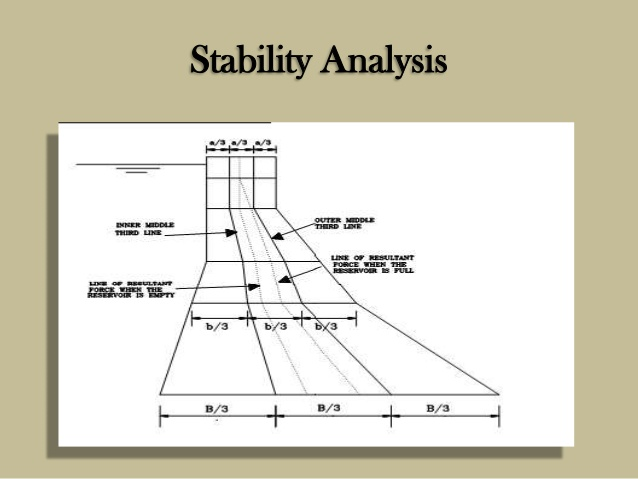 Stability Analysis
a/3 a/3 a/3
INNER MIDDLE
THIRD LINE
OUTER MIDDLE
THIRD LINE
LINE OF RESULTANT
FORCE WHEN THE
RESERVOIR IS FULL
LINE OF RESULTANT
FORCE WHEN THE
RESERVOIR IS EMPTY
b/3 b/3 b/3
B/3 B/3 B/3